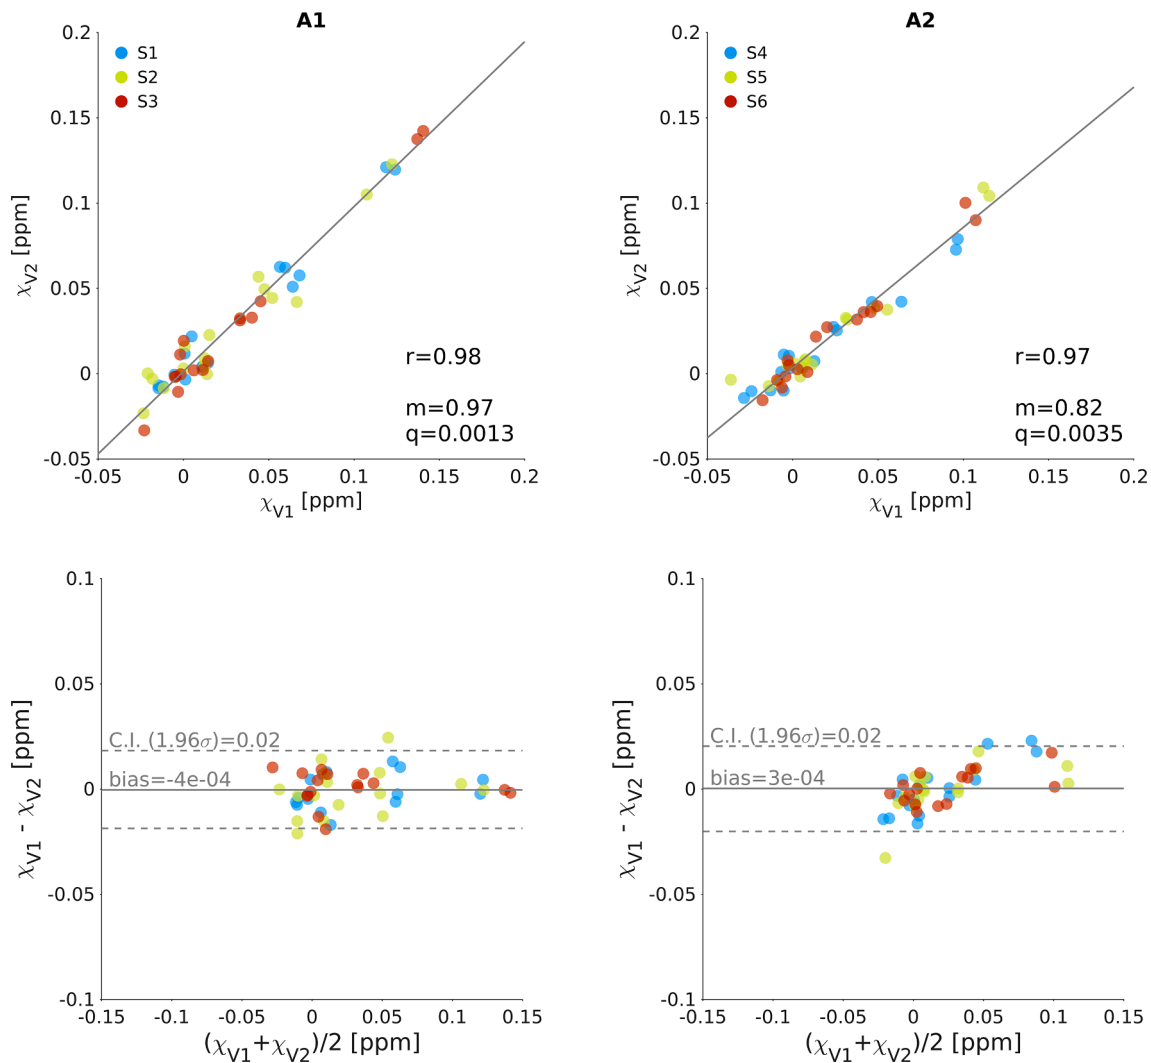 A1
0.2
0.15
0.1
0.05
0
-0.05
χV2 [ppm]
S1
S2
S3
r=0.98
m=0.97
q=0.0013
-0.05 0 0.05 0.1 0.15 0.2
χV1 [ppm]
A2
0.2
0.15
0.1
0.05
0
-0.05
χV2 [ppm]
S4
S5
S6
r=0.97
m=0.82
q=0.0035
-0.05 0 0.05 0.1 0.15 0.2
χV1 [ppm]
0.1
0.05
0
-0.05
-0.1
χV1 - χV2 [ppm]
C.I. (1.96σ)=0.02
bias=-4e-04
-0.15 -0.1 -0.05 0 0.05 0.1 0.15
(χV1+χV2)/2 [ppm]
0.1
0.05
0
-0.05
-0.1
χV1 - χV2 [ppm]
C.I. (1.96σ)=0.02
bias=3e-04
-0.15 -0.1 -0.05 0 0.05 0.1 0.15
(χV1+χV2)/2 [ppm]